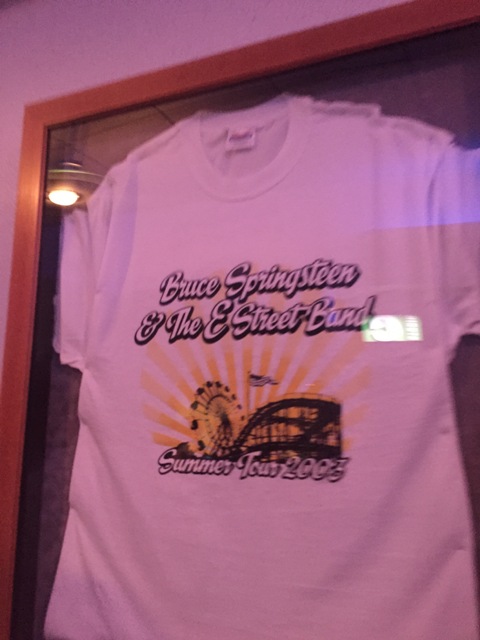 Bruce Springsteen
& The E Street Band
Summer Tour 2003